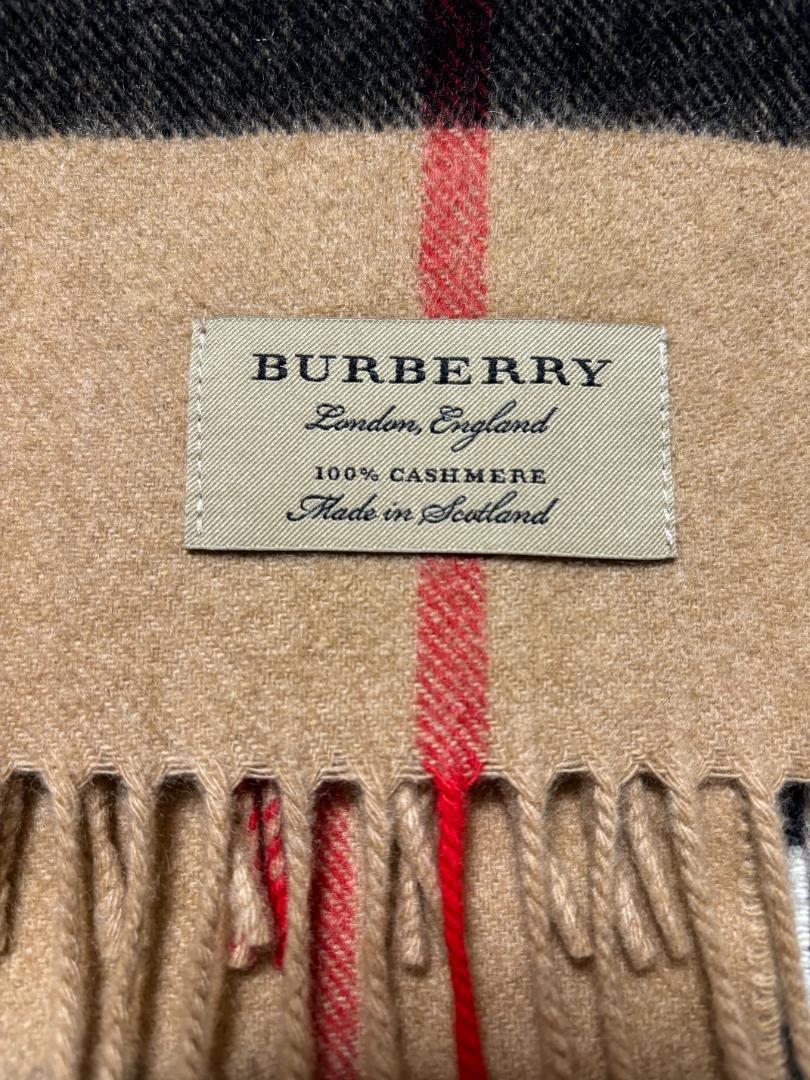 BURBERRY
London, England
100% CASHMERE
Made in Scotland